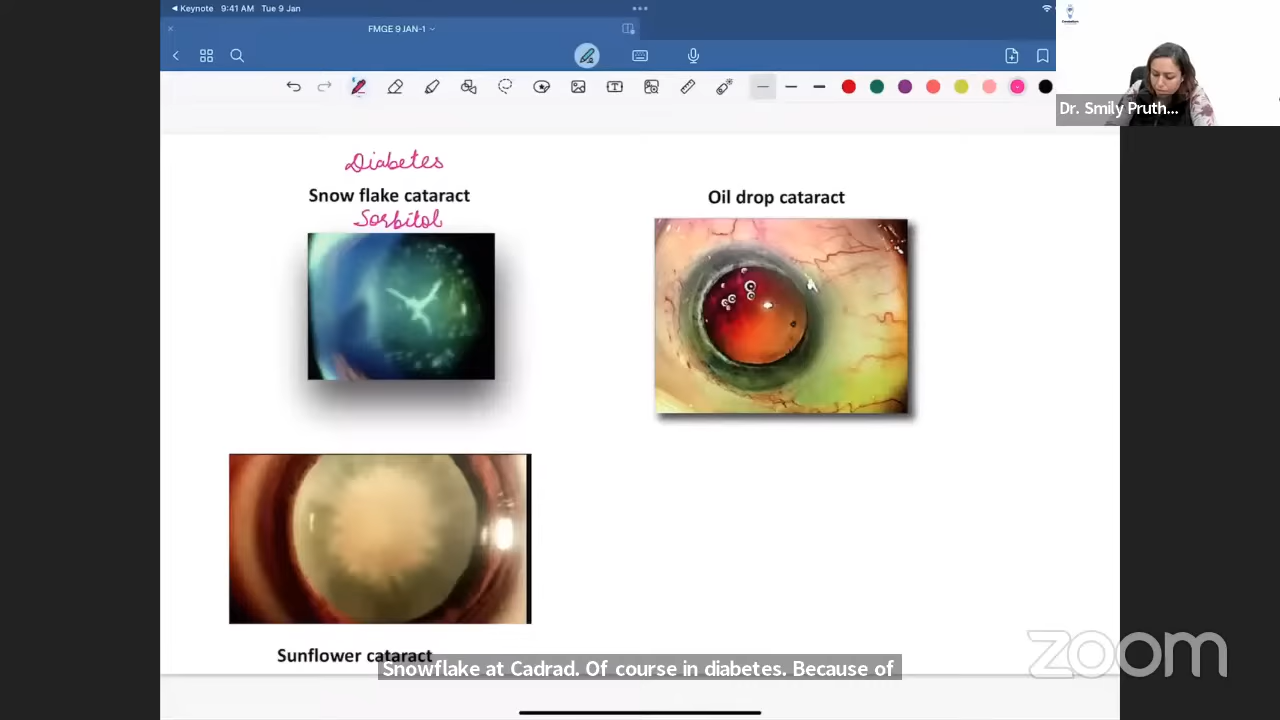 Keynote 9:41 AM Tue 9 Jan
FMGE 9 JAN-1
Dr. Smily Pruth...
Diabetes
Snow flake cataract
Sorbitol
Oil drop cataract
Sunflower cataract
Snowflake at Cadrad. Of course in diabetes. Because of
zoom